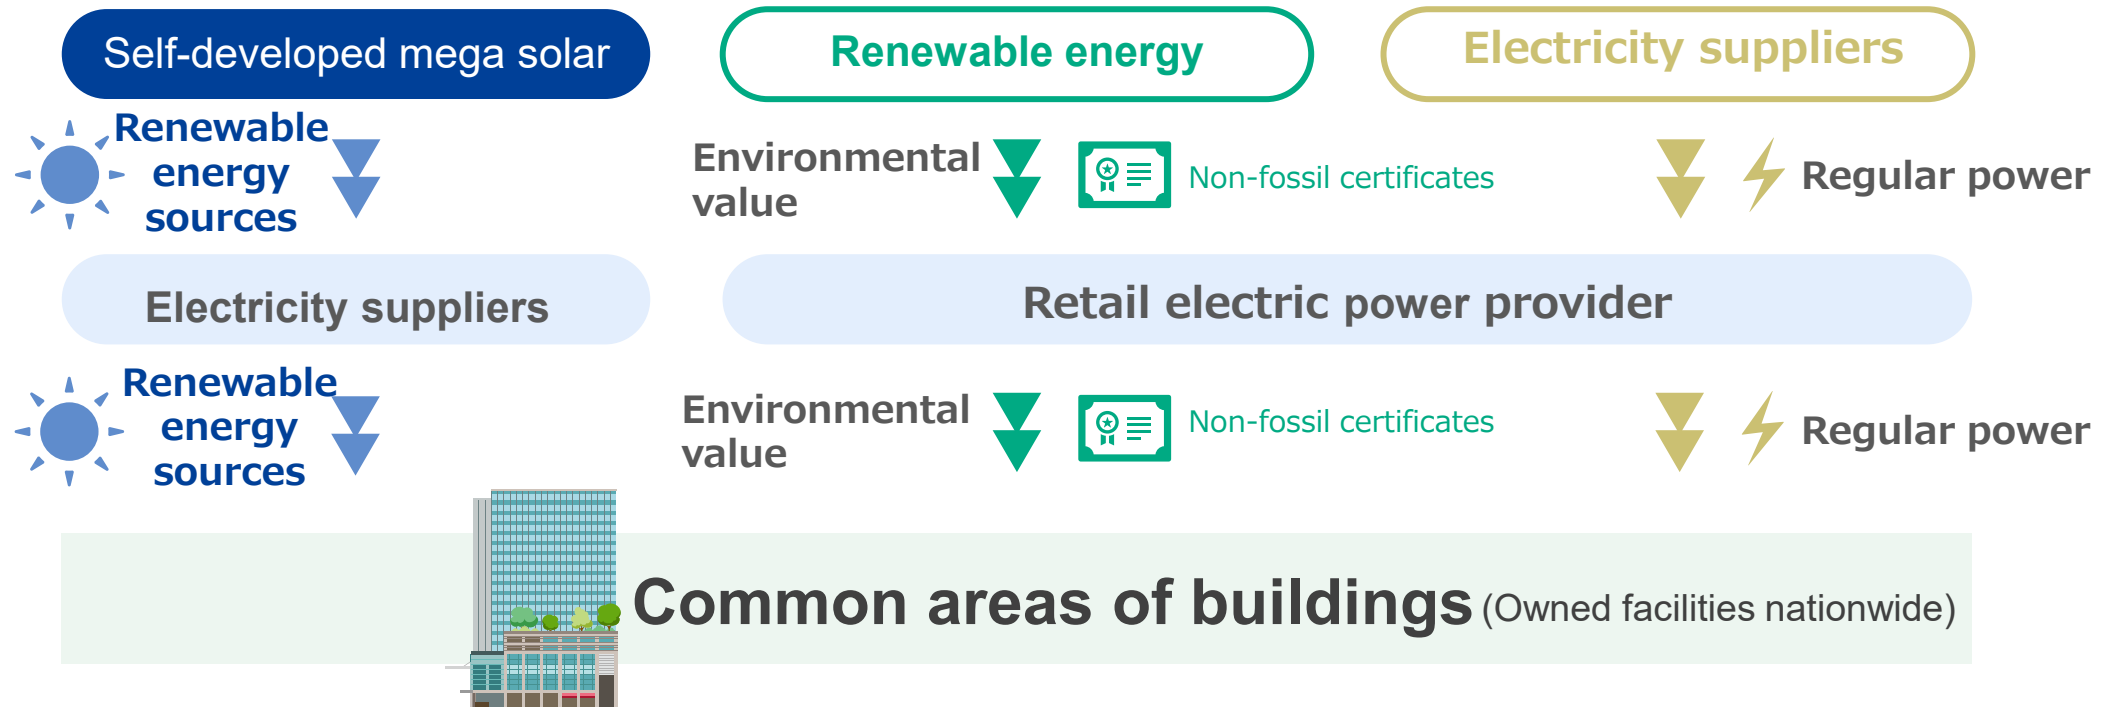 Self-developed mega solar
Renewable energy
Electricity suppliers
Renewable
energy
sources
Environmental
value
Non-fossil certificates
Regular power
Electricity suppliers
Retail electric power provider
Renewable
energy
sources
Environmental
value
Non-fossil certificates
Regular power
Common areas of buildings (Owned facilities nationwide)